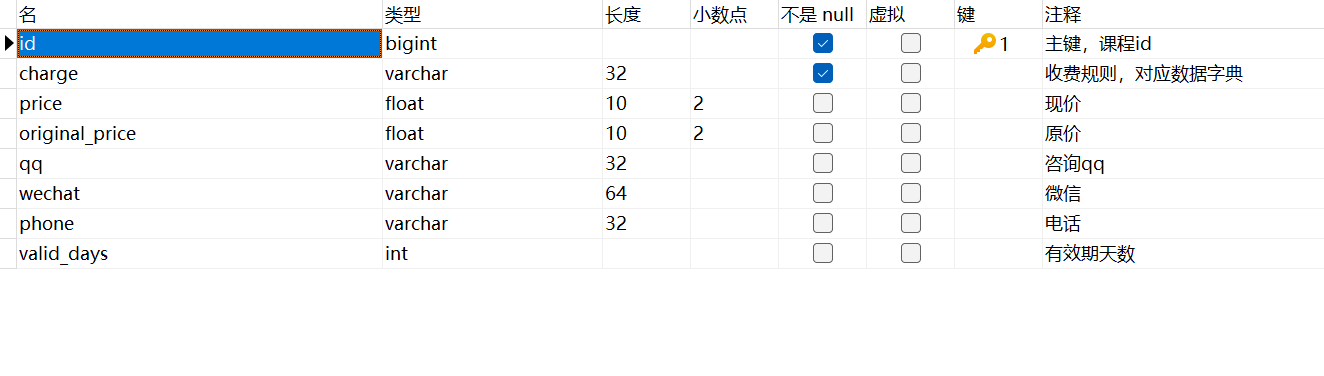 名 类型 长度 小数点 不是 null 虚拟 键 注释
id bigint 1 主键，课程id
charge varchar 32 收费规则，对应数据字典
price float 10 2 现价
original_price float 10 2 原价
qq varchar 32 咨询qq
wechat varchar 64 微信
phone varchar 32 电话
valid_days int 有效期天数